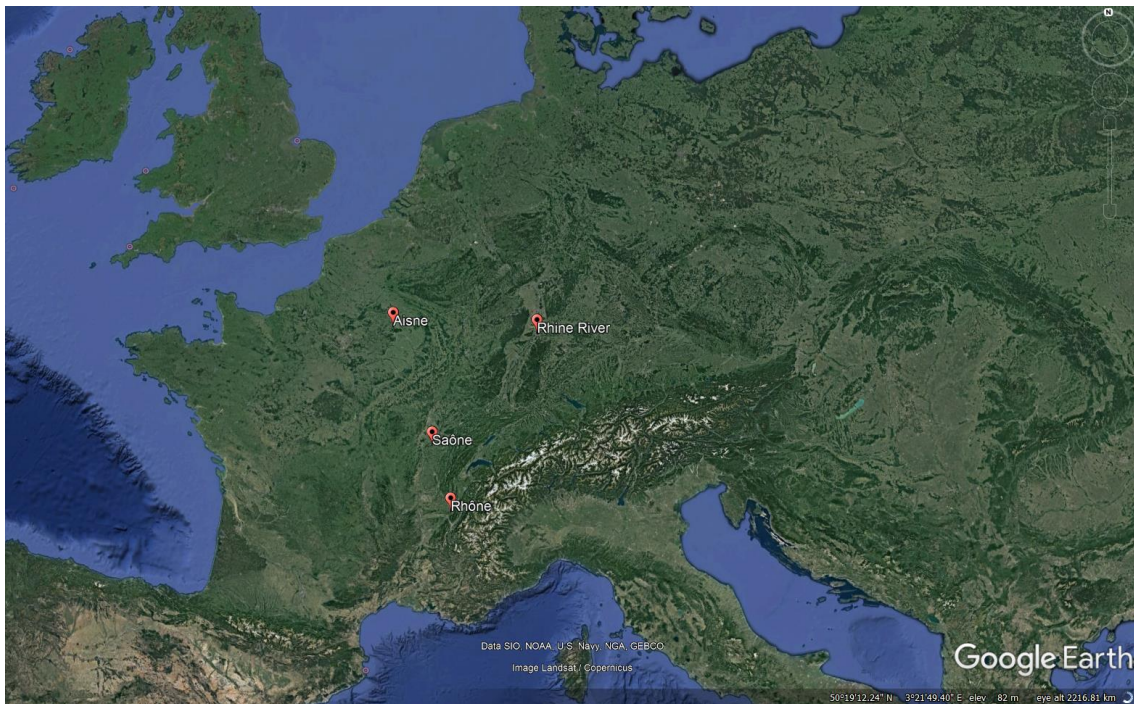 N
Aisne
Rhine River
Saône
Rhône
Data SIO, NOAA, U.S. Navy, NGA, GEBCO
Image Landsat / Copernicus
Google Earth
50°19'12.24" N 3°21'49.40" E elev 82 m eye alt 2216.81 km